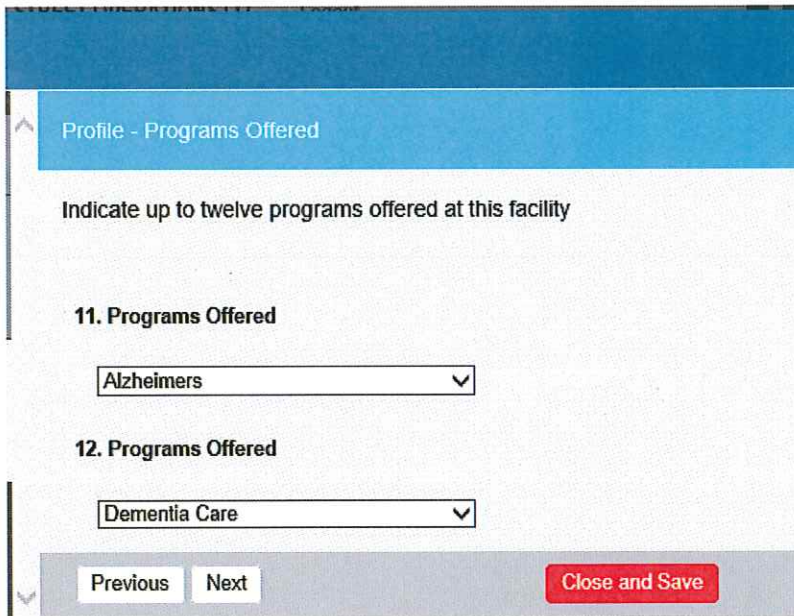 Profile - Programs Offered
Indicate up to twelve programs offered at this facility
11. Programs Offered
Alzheimers
12. Programs Offered
Dementia Care
Previous Next Close and Save